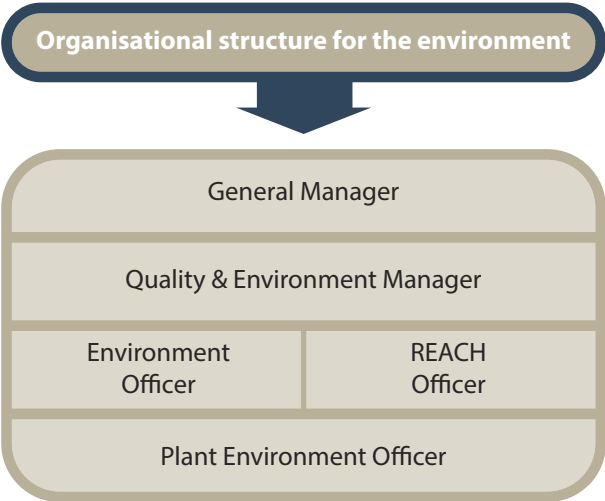 Organisational structure for the environment
General Manager
Quality & Environment Manager
Environment
Officer
REACH
Officer
Plant Environment Officer